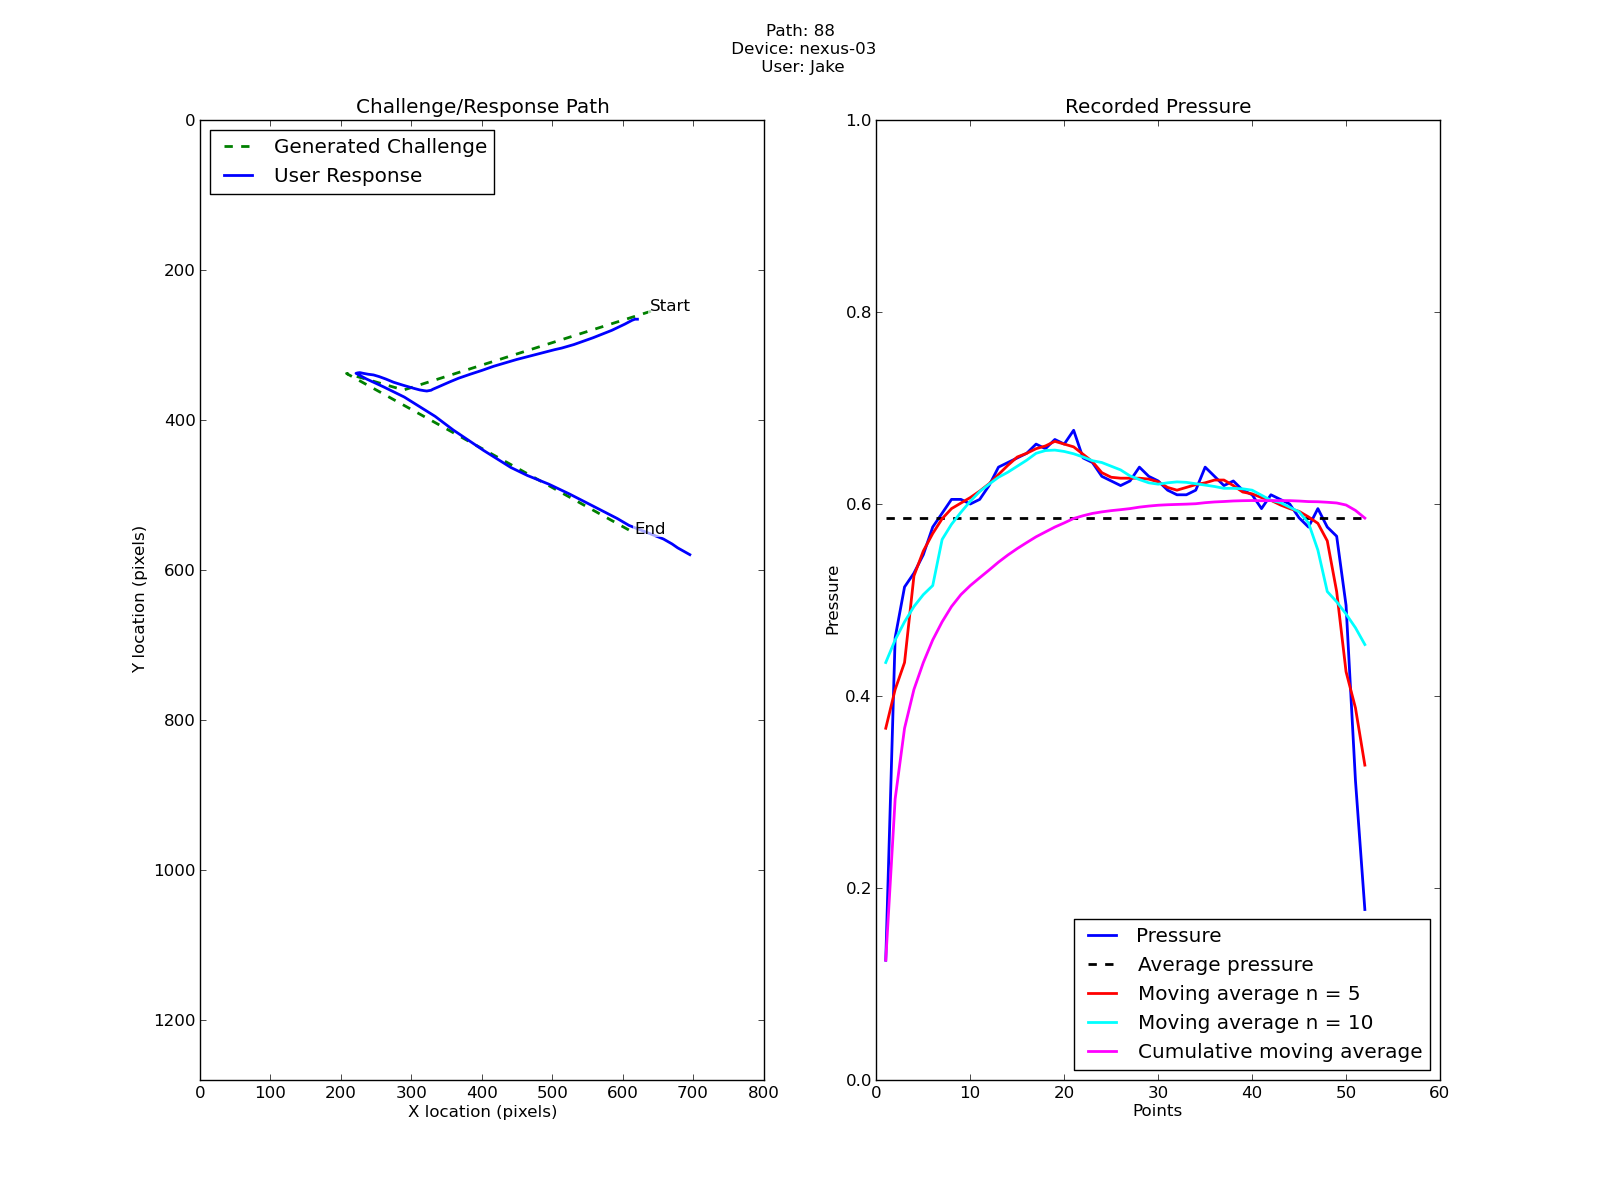 Path: 88
Device: nexus-03
User: Jake
Challenge/Response Path
Generated Challenge
User Response
Start
End
0
200
400
600
800
1000
1200
Y location (pixels)
0 100 200 300 400 500 600 700 800
X location (pixels)
Recorded Pressure
1.0
0.8
0.6
0.4
0.2
0.0
Pressure
Pressure
Average pressure
Moving average n = 5
Moving average n = 10
Cumulative moving average
0 10 20 30 40 50 60
Points